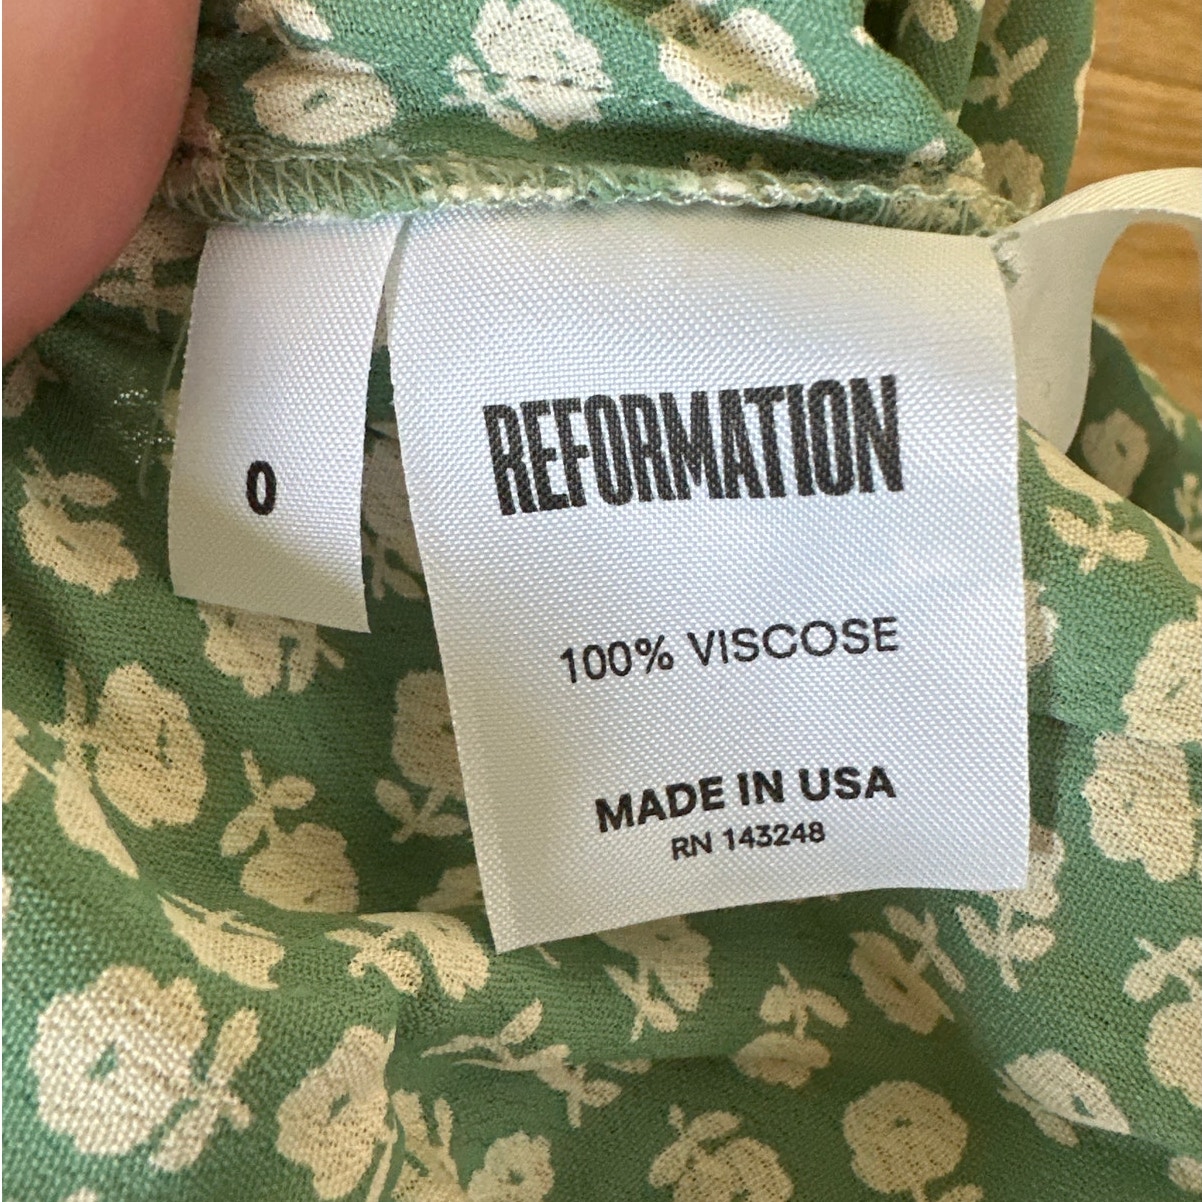 0
REFORMATION
100% VISCOSE
MADE IN USA
RN 143248